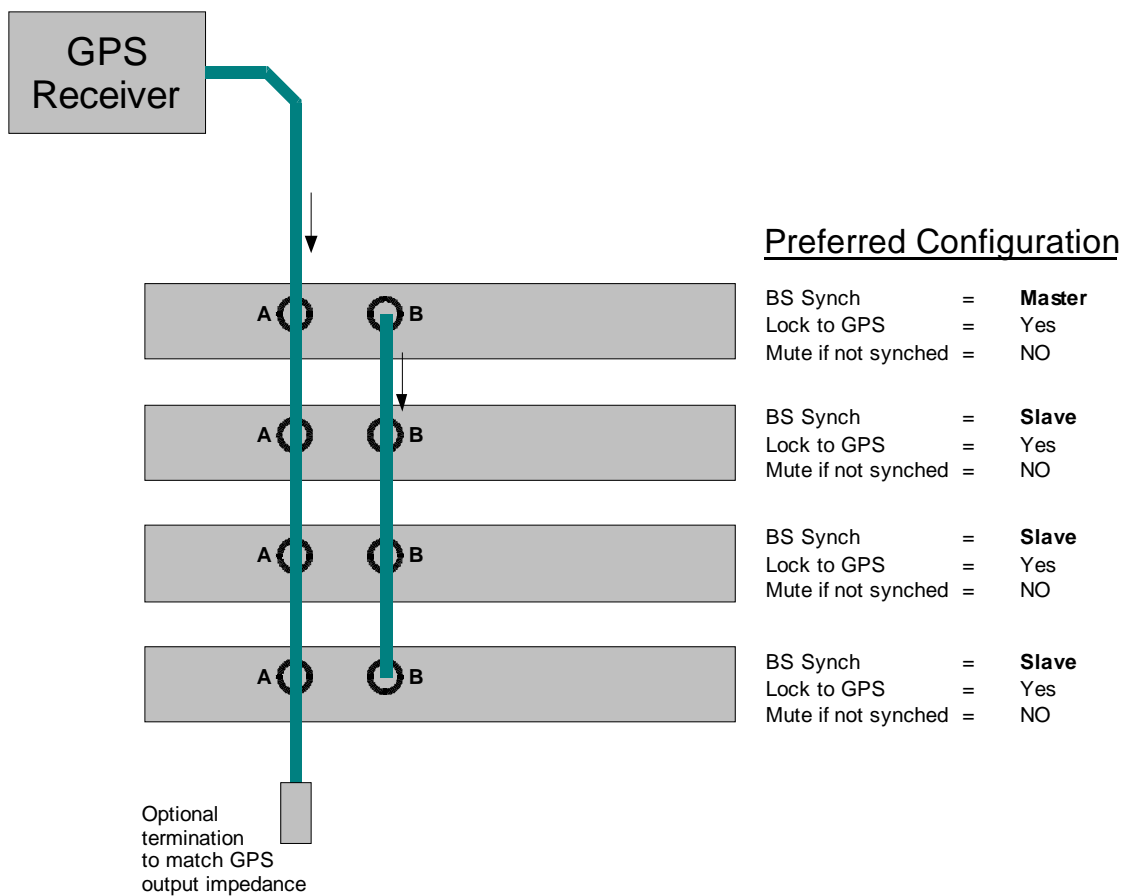 GPS
Receiver
Preferred Configuration
A B
BS Synch = Master
Lock to GPS = Yes
Mute if not synched = NO
A B
BS Synch = Slave
Lock to GPS = Yes
Mute if not synched = NO
A B
BS Synch = Slave
Lock to GPS = Yes
Mute if not synched = NO
A B
BS Synch = Slave
Lock to GPS = Yes
Mute if not synched = NO
Optional
termination
to match GPS
output impedance